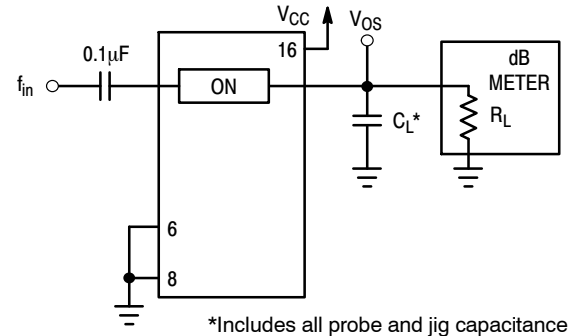 V_CC
V_OS
16
0.1μF
f_in
ON
dB
METER
C_L*
R_L
6
8
*Includes all probe and jig capacitance